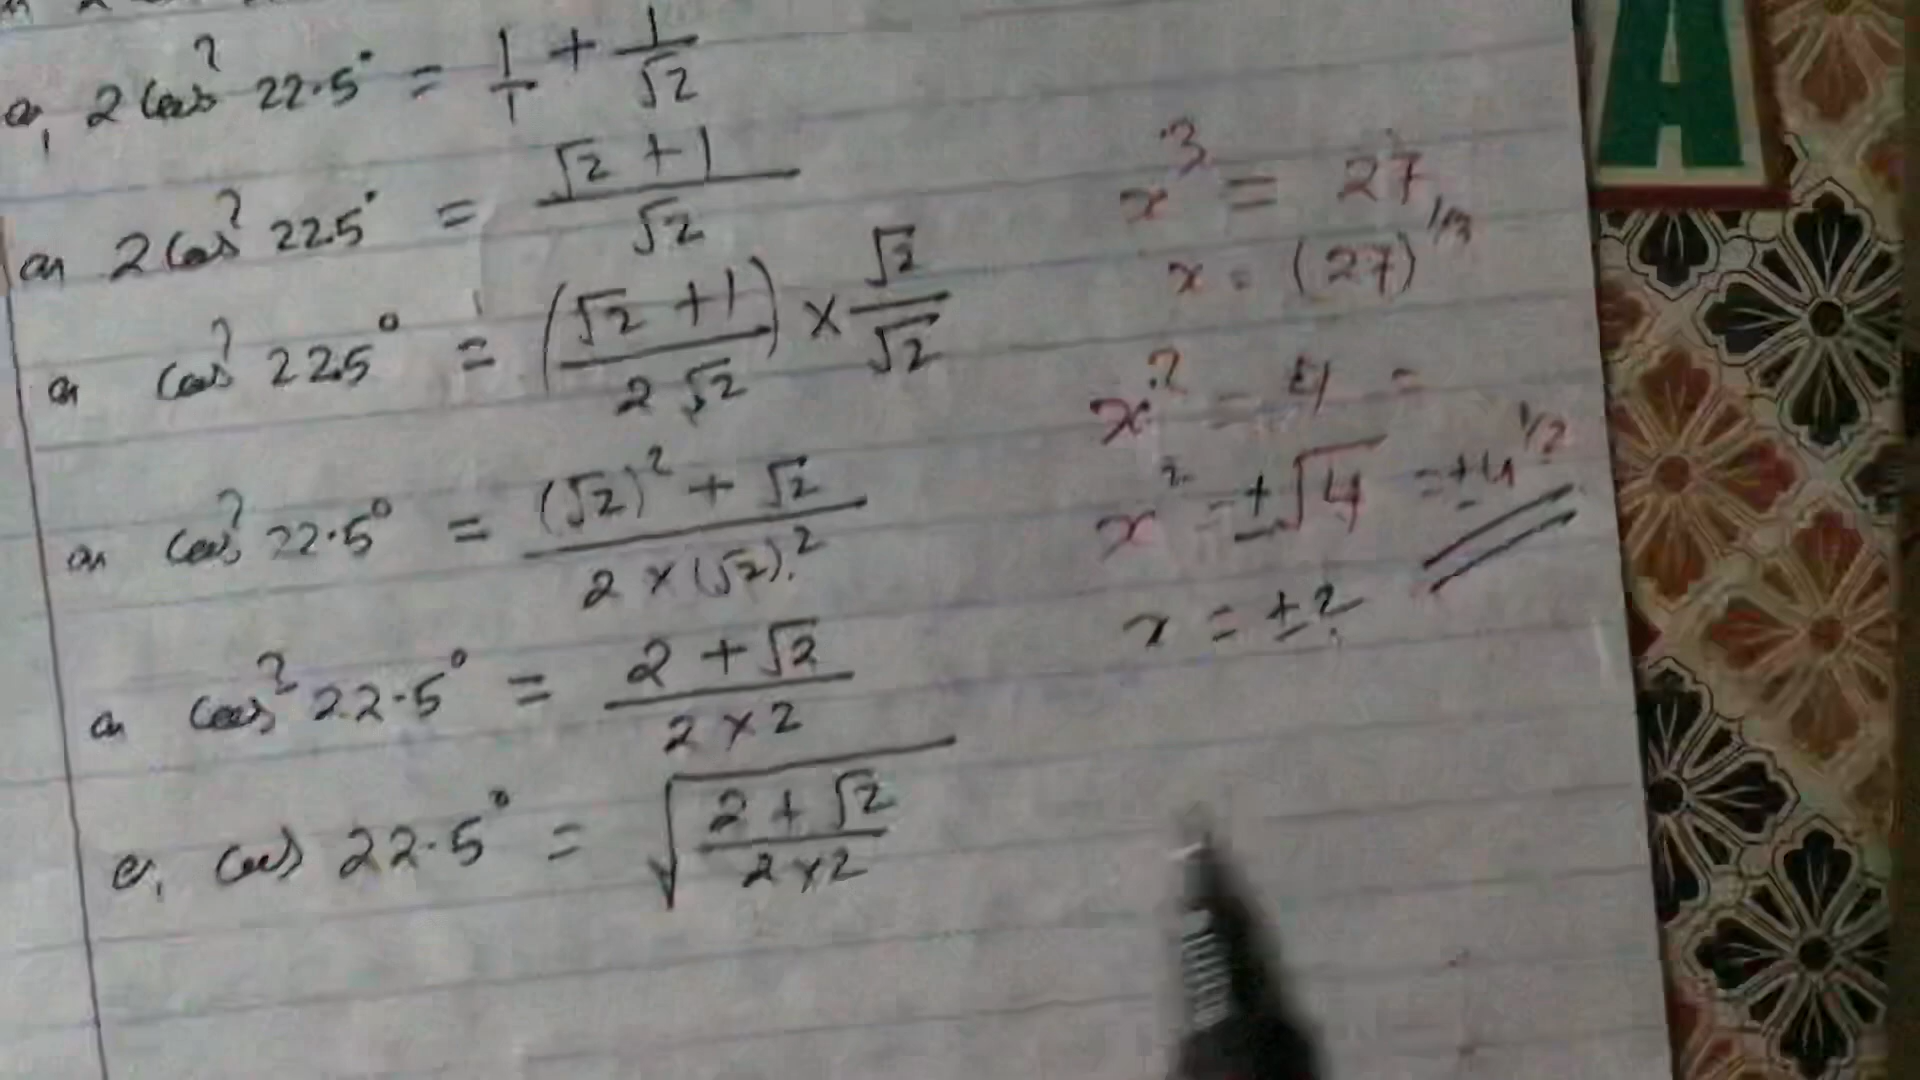 or, 2 cos² 22.5° = 1/1 + 1/√2
or 2 cos² 22.5° = (√2 + 1)/√2
or cos² 22.5° = ((√2 + 1)/(2√2)) × √2/√2
or cos² 22.5° = ((√2)² + √2)/(2 × (√2)²)
or cos² 22.5° = (2 + √2)/(2 × 2)
or, cos 22.5° = √((2 + √2)/(2 × 2))
x³ = 27
x = (27)^1/3
x² = 4 =
x² = ±√4 = ±4^1/2
x = ±2
A